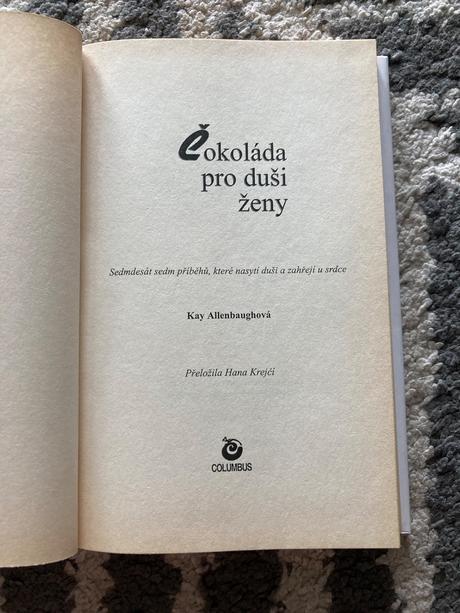 Čokoláda
pro duši
ženy
Sedmdesát sedm příběhů, které nasytí duši a zahřejí u srdce
Kay Allenbaughová
Přeložila Hana Krejčí
COLUMBUS